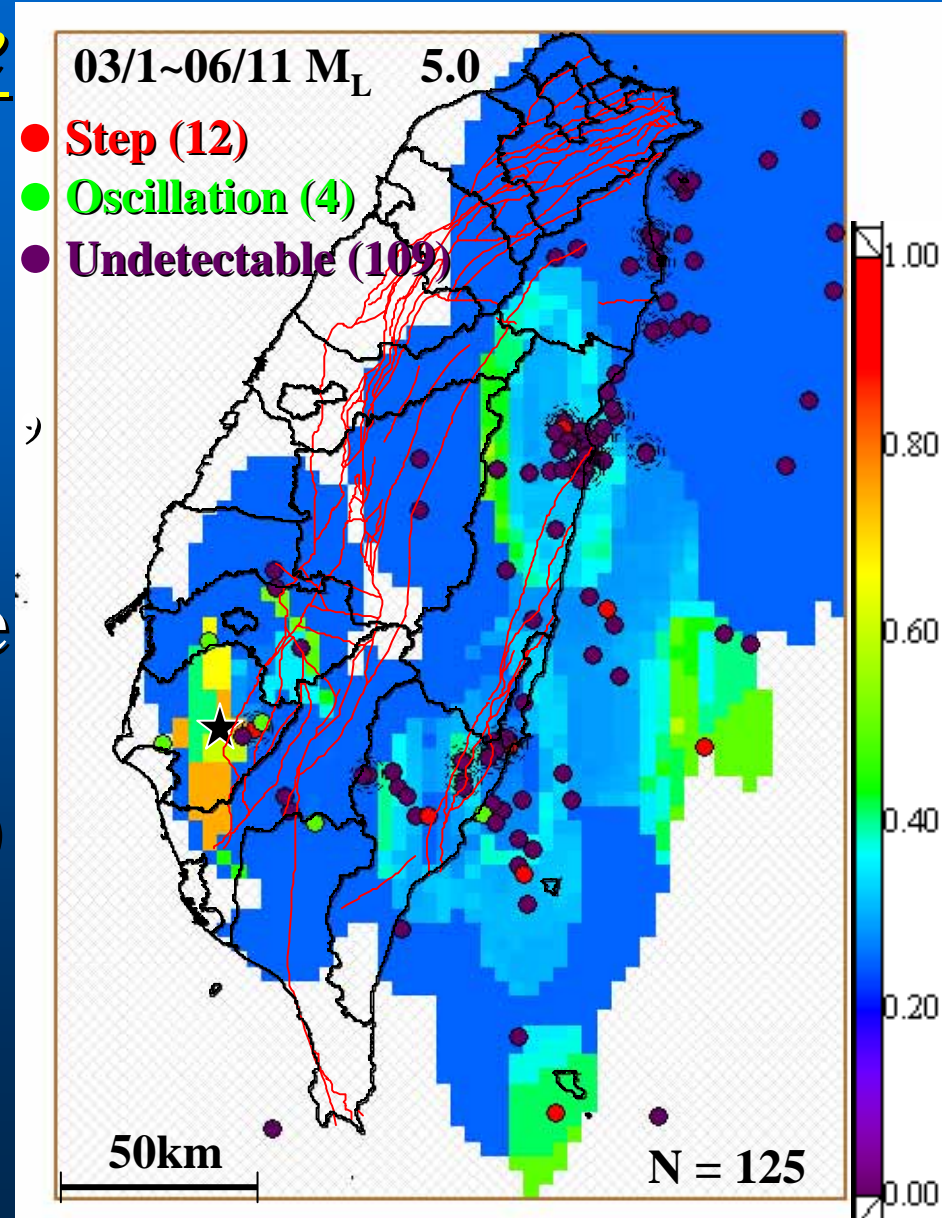 03/1~06/11 ML 5.0
Step (12)
Oscillation (4)
Undetectable (109)
1.00
0.80
0.60
0.40
0.20
0.00
50km
N = 125